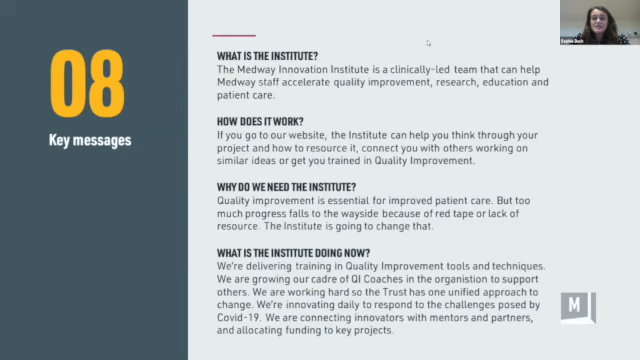 08
Key messages
WHAT IS THE INSTITUTE?
The Medway Innovation Institute is a clinically-led team that can help
Medway staff accelerate quality improvement, research, education and
patient care.
HOW DOES IT WORK?
If you go to our website, the Institute can help you think through your
project and how to resource it, connect you with others working on
similar ideas or get you trained in Quality Improvement.
WHY DO WE NEED THE INSTITUTE?
Quality improvement is essential for improved patient care. But too
much progress falls to the wayside because of red tape or lack of
resource. The Institute is going to change that.
WHAT IS THE INSTITUTE DOING NOW?
We're delivering training in Quality Improvement tools and techniques.
We are growing our cadre of QI Coaches in the organistion to support
others. We are working hard so the Trust has one unified approach to
change. We're innovating daily to respond to the challenges posed by
Covid-19. We are connecting innovators with mentors and partners,
and allocating funding to key projects.
M